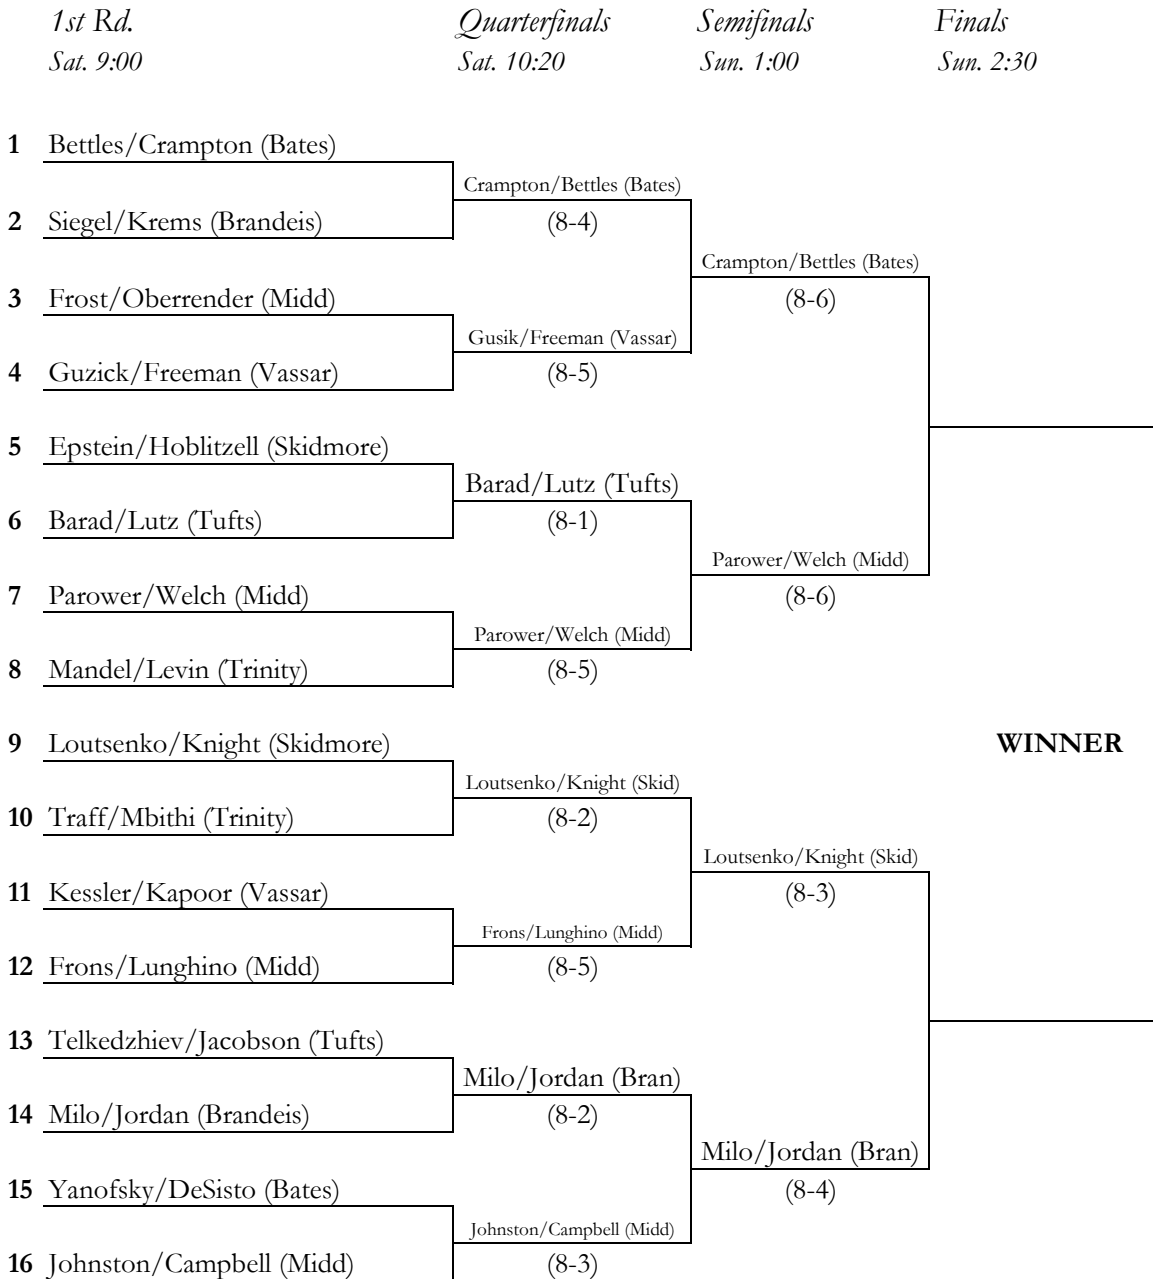 1st Rd. Quarterfinals Semifinals Finals
Sat. 9:00 Sat. 10:20 Sun. 1:00 Sun. 2:30
1 Bettles/Crampton (Bates)
Crampton/Bettles (Bates)
2 Siegel/Krems (Brandeis) (8-4)
Crampton/Bettles (Bates)
3 Frost/Oberrender (Midd) (8-6)
Gusik/Freeman (Vassar)
4 Guzick/Freeman (Vassar) (8-5)
5 Epstein/Hoblitzell (Skidmore)
Barad/Lutz (Tufts)
6 Barad/Lutz (Tufts) (8-1)
Parower/Welch (Midd)
7 Parower/Welch (Midd) (8-6)
Parower/Welch (Midd)
8 Mandel/Levin (Trinity) (8-5)
9 Loutsenko/Knight (Skidmore) WINNER
Loutsenko/Knight (Skid)
10 Traff/Mbithi (Trinity) (8-2)
Loutsenko/Knight (Skid)
11 Kessler/Kapoor (Vassar) (8-3)
Frons/Lunghino (Midd)
12 Frons/Lunghino (Midd) (8-5)
13 Telkedzhiev/Jacobson (Tufts)
Milo/Jordan (Bran)
14 Milo/Jordan (Brandeis) (8-2)
Milo/Jordan (Bran)
15 Yanofsky/DeSisto (Bates) (8-4)
Johnston/Campbell (Midd)
16 Johnston/Campbell (Midd) (8-3)